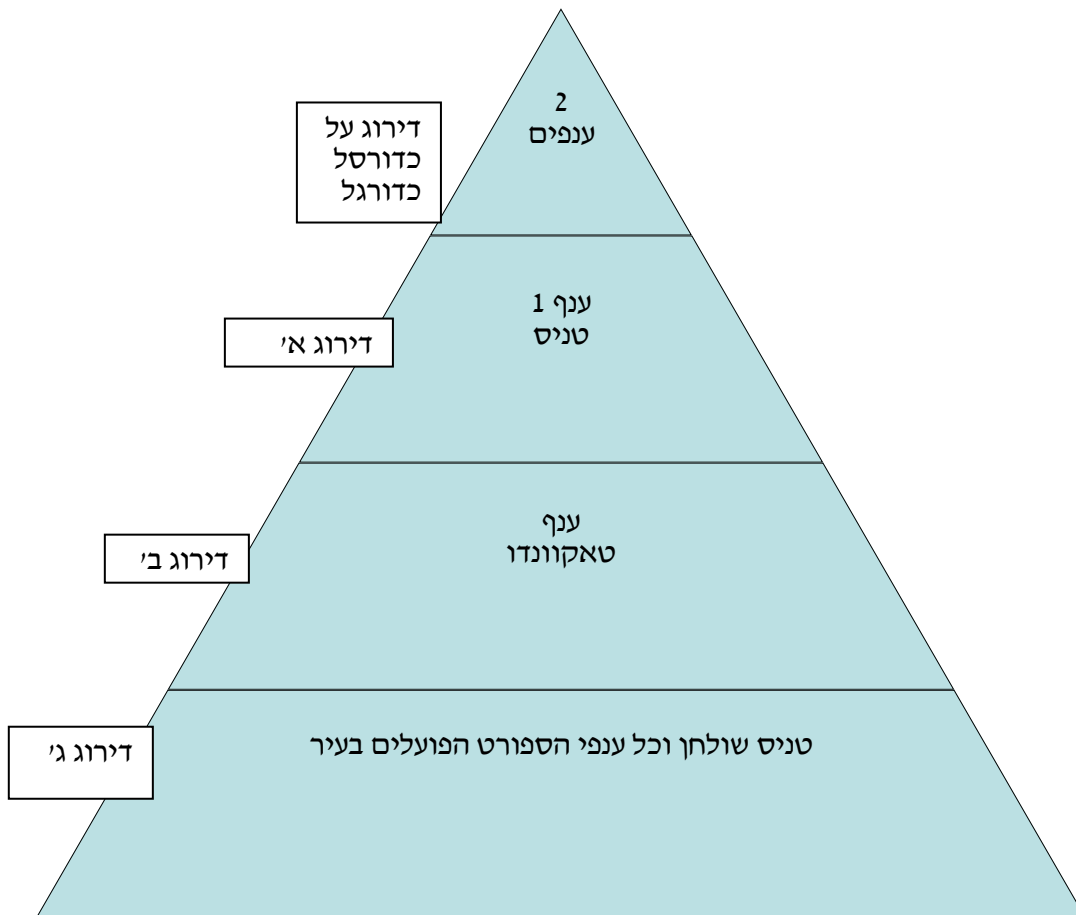 2
ענפים
דירוג על
כדורסל
כדורגל
ענף 1
טניס
דירוג א'
ענף
טאקוונדו
דירוג ב'
טניס שולחן וכל ענפי הספורט הפועלים בעיר
דירוג ג'